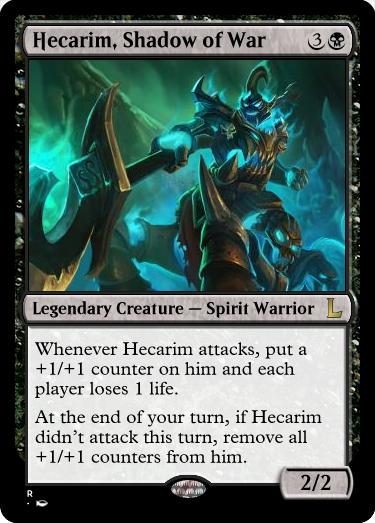 Hecarim, Shadow of War 3
Legendary Creature — Spirit Warrior L
Whenever Hecarim attacks, put a
+1/+1 counter on him and each
player loses 1 life.
At the end of your turn, if Hecarim
didn't attack this turn, remove all
+1/+1 counters from him.
2/2
R